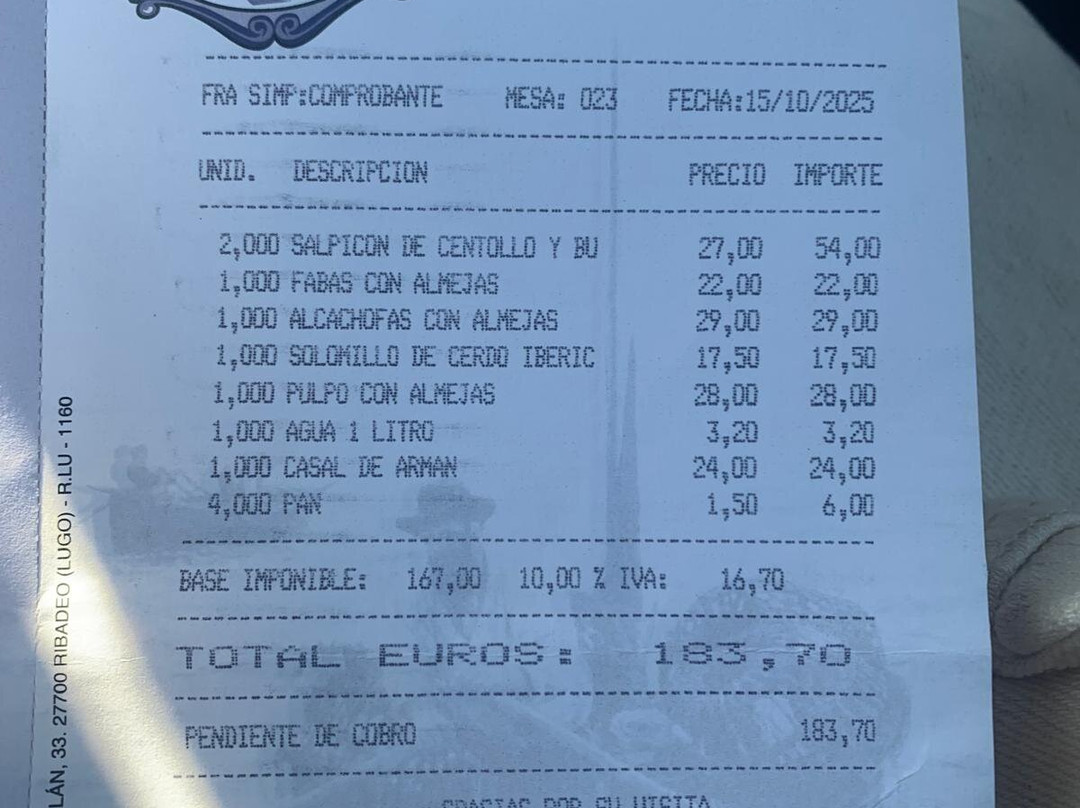 FRA SIMP:COMPROBANTE MESA: 023 FECHA:15/10/2025
UNID. DESCRIPCION PRECIO IMPORTE
2,000 SALPICON DE CENTOLLO Y BU 27,00 54,00
1,000 FABAS CON ALMEJAS 22,00 22,00
1,000 ALCACHOFAS CON ALMEJAS 29,00 29,00
1,000 SOLOMILLO DE CERDO IBERIC 17,50 17,50
1,000 PULPO CON ALMEJAS 28,00 28,00
1,000 AGUA 1 LITRO 3,20 3,20
1,000 CASAL DE ARMAN 24,00 24,00
4,000 PAN 1,50 6,00
BASE IMPONIBLE: 167,00 10,00 % IVA: 16,70
TOTAL EUROS: 183,70
PENDIENTE DE COBRO 183,70
GRACIAS POR SU VISITA
LÁN, 33. 27700 RIBADEO (LUGO) - R.LU - 1160